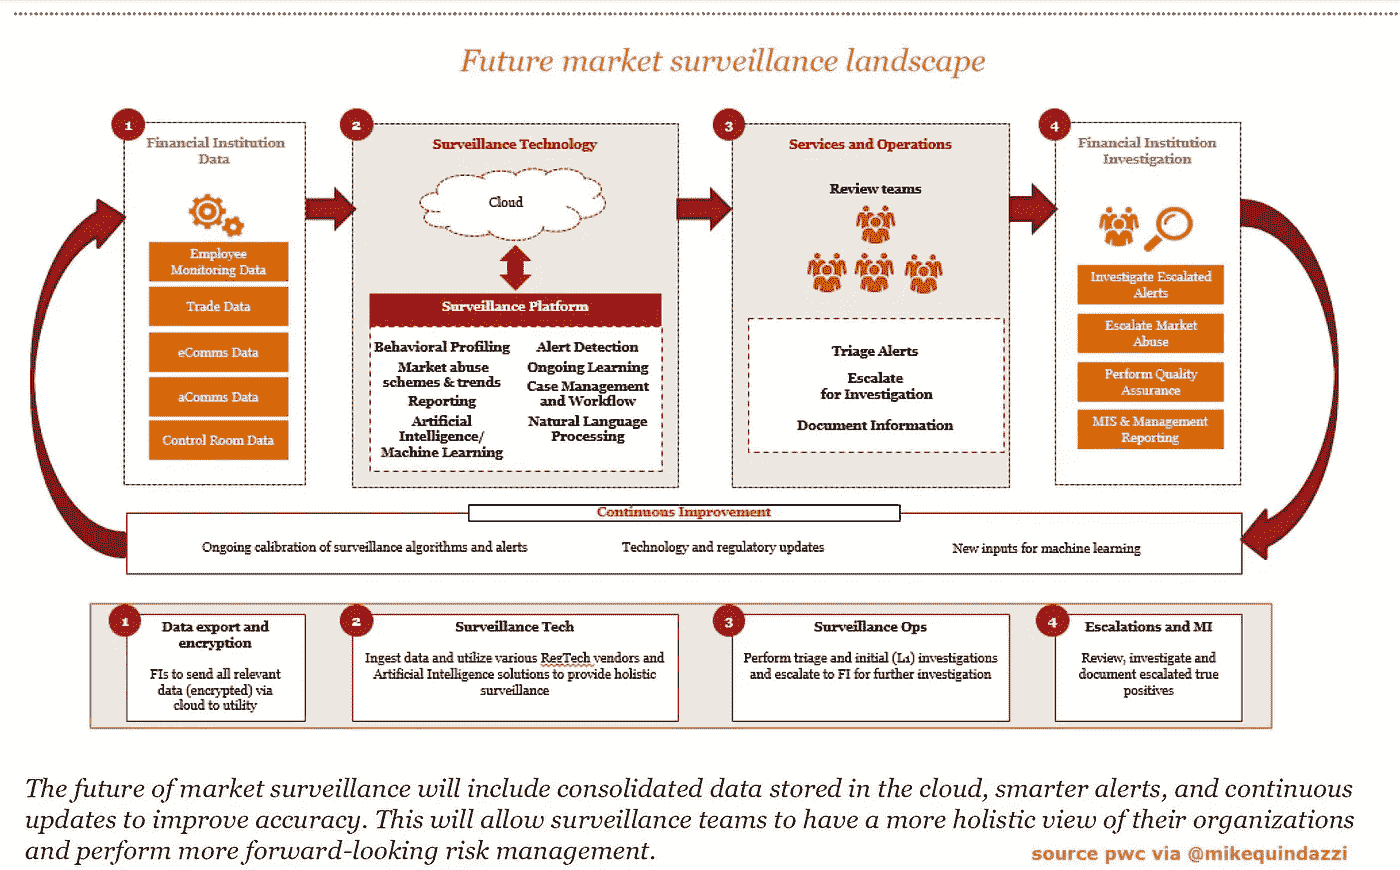 Future market surveillance landscape
1
Financial Institution
Data
Employee
Monitoring Data
Trade Data
eComms Data
aComms Data
Control Room Data
2
Surveillance Technology
Cloud
Surveillance Platform
Behavioral Profiling
Market abuse
schemes & trends
Reporting
Artificial
Intelligence/
Machine Learning
Alert Detection
Ongoing Learning
Case Management
and Workflow
Natural Language
Processing
3
Services and Operations
Review teams
Triage Alerts
Escalate
for Investigation
Document Information
4
Financial Institution
Investigation
Investigate Escalated
Alerts
Escalate Market
Abuse
Perform Quality
Assurance
MIS & Management
Reporting
Continuous Improvement
Ongoing calibration of surveillance algorithms and alerts
Technology and regulatory updates
New inputs for machine learning
1
Data export and
encryption
FIs to send all relevant
data (encrypted) via
cloud to utility
2
Surveillance Tech
Ingest data and utilize various RegTech vendors and
Artificial Intelligence solutions to provide holistic
surveillance
3
Surveillance Ops
Perform triage and initial (L1) investigations
and escalate to FI for further investigation
4
Escalations and MI
Review, investigate and
document escalated true
positives
The future of market surveillance will include consolidated data stored in the cloud, smarter alerts, and continuous
updates to improve accuracy. This will allow surveillance teams to have a more holistic view of their organizations
and perform more forward-looking risk management.
source pwc via @mikequindazzi